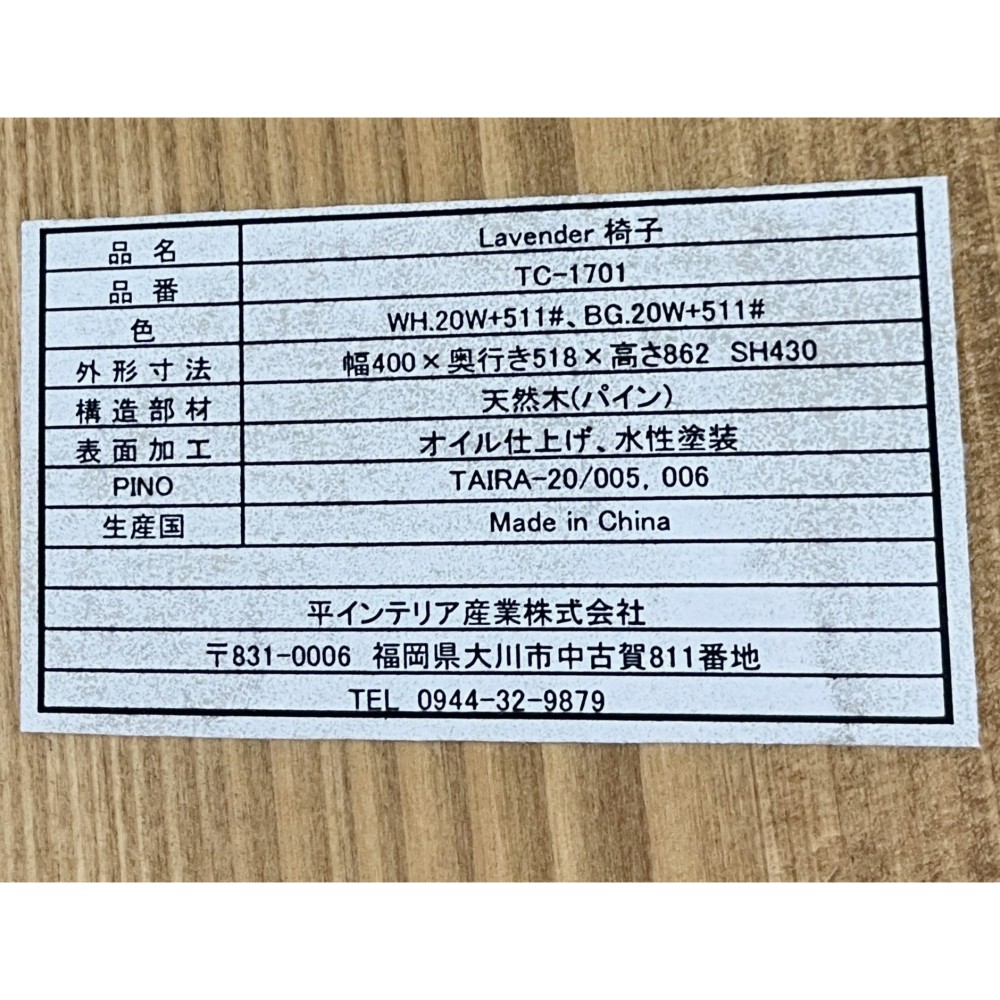 品名 Lavender 椅子
品番 TC-1701
色 WH.20W+511#、BG.20W+511#
外形寸法 幅400×奥行き518×高さ862 SH430
構造部材 天然木(パイン)
表面加工 オイル仕上げ、水性塗装
PINO TAIRA-20/005, 006
生産国 Made in China
平インテリア産業株式会社
〒831-0006 福岡県大川市中古賀811番地
TEL 0944-32-9879